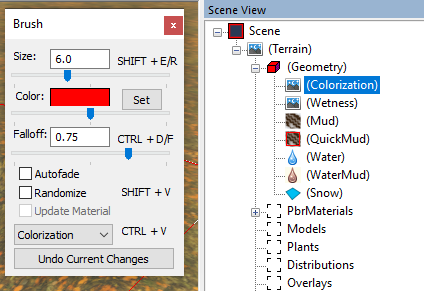 Brush x
Size: 6.0 SHIFT + E/R
Color: Set
Falloff: 0.75 CTRL + D/F
Autofade
Randomize SHIFT + V
Update Material
Colorization CTRL + V
Undo Current Changes
Scene View
Scene
(Terrain)
(Geometry)
(Colorization)
(Wetness)
(Mud)
(QuickMud)
(Water)
(WaterMud)
(Snow)
PbrMaterials
Models
Plants
Distributions
Overlays